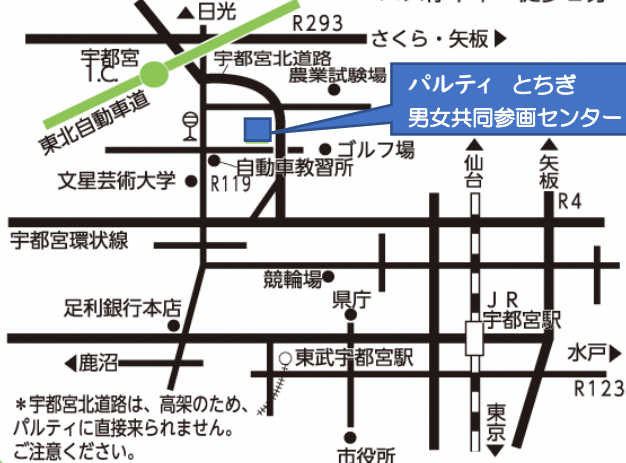 ▲日光
R293
さくら・矢板▶
宇都宮
I.C.
宇都宮北道路
農業試験場
東北自動車道
パルティ とちぎ
男女共同参画センター
ゴルフ場
自動車教習所
文星芸術大学
R119
仙台
矢板
R4
宇都宮環状線
競輪場
県庁
足利銀行本店
JR
宇都宮駅
◀鹿沼
東武宇都宮駅
水戸▶
R123
東京
市役所
*宇都宮北道路は、高架のため、
パルティに直接来られません。
ご注意ください。